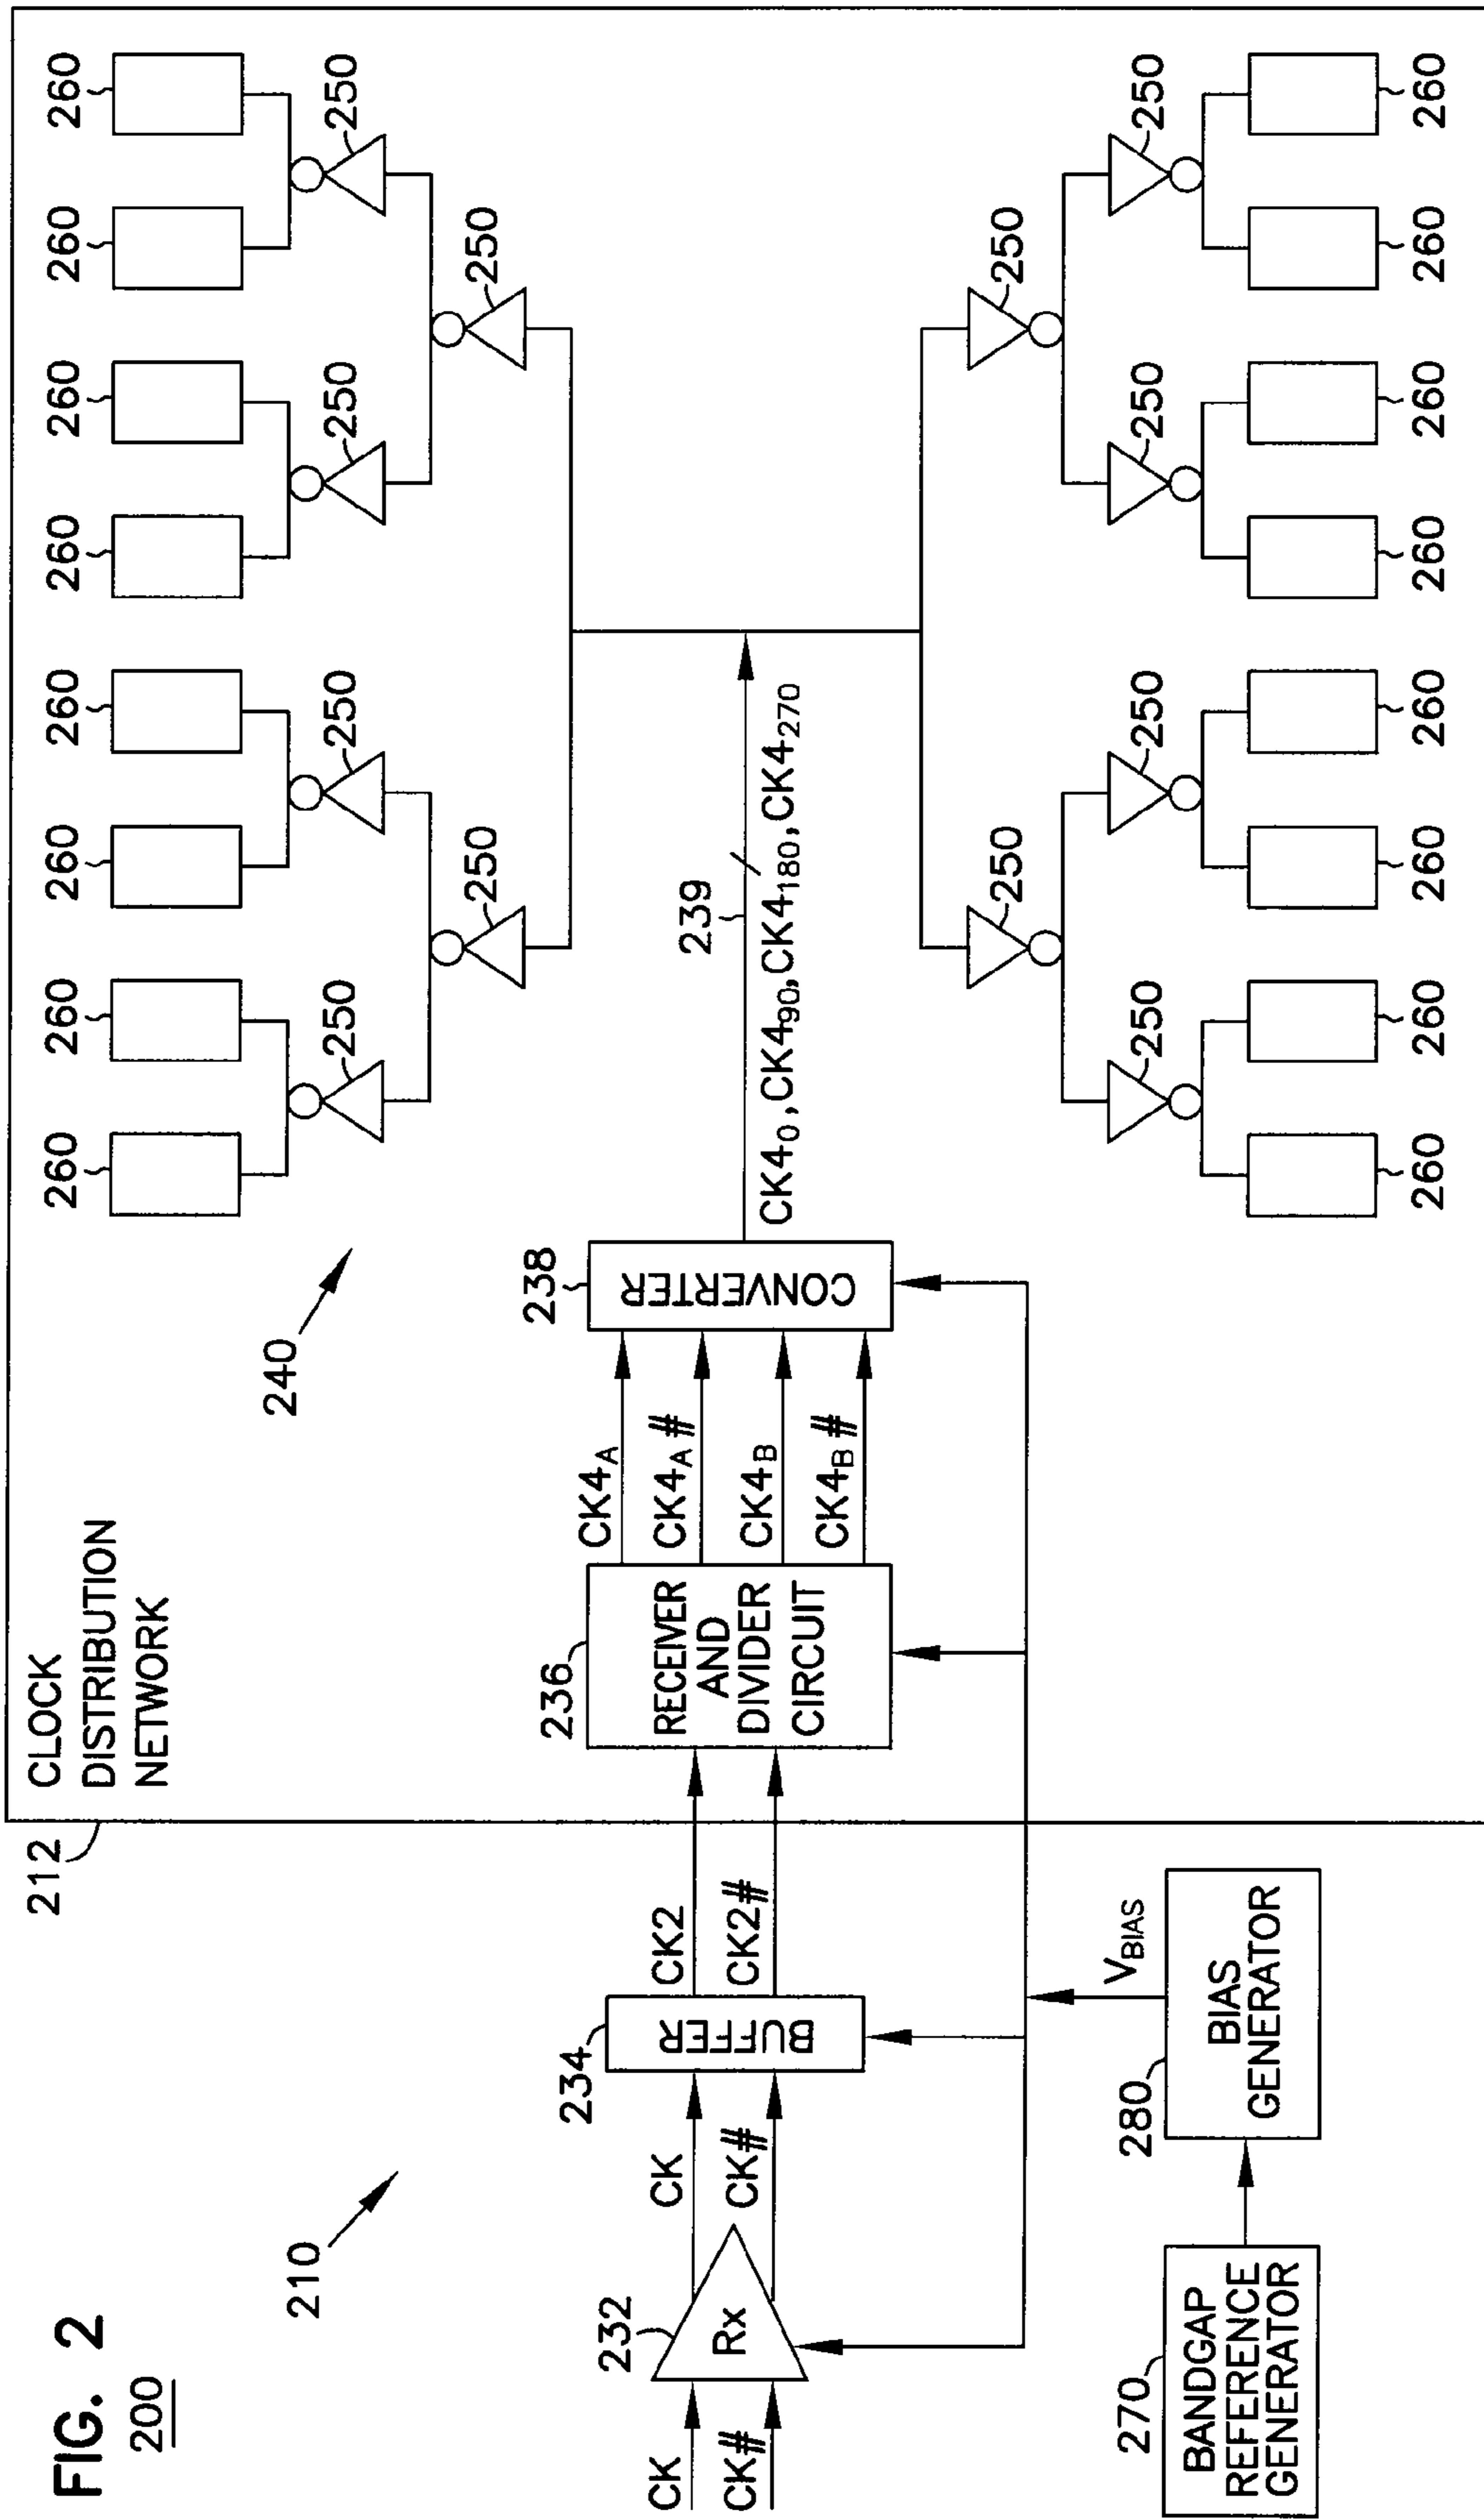 FIG. 2
200
210
212
CLOCK
DISTRIBUTION
NETWORK
240
260
260
260
260
260
260
260
260
250
250
250
250
250
250
CK
CK#
232
Rx
CK
CK#
234
BUFFER
CK2
CK2#
236
RECEIVER
AND
DIVIDER
CIRCUIT
CK4A
CK4A#
CK4B
CK4B#
238
CONVERTER
239
CK40,CK490,CK4180,CK4270
270
BANDGAP
REFERENCE
GENERATOR
280
BIAS
GENERATOR
VBIAS
250
250
250
250
250
250
260
260
260
260
260
260
260
260